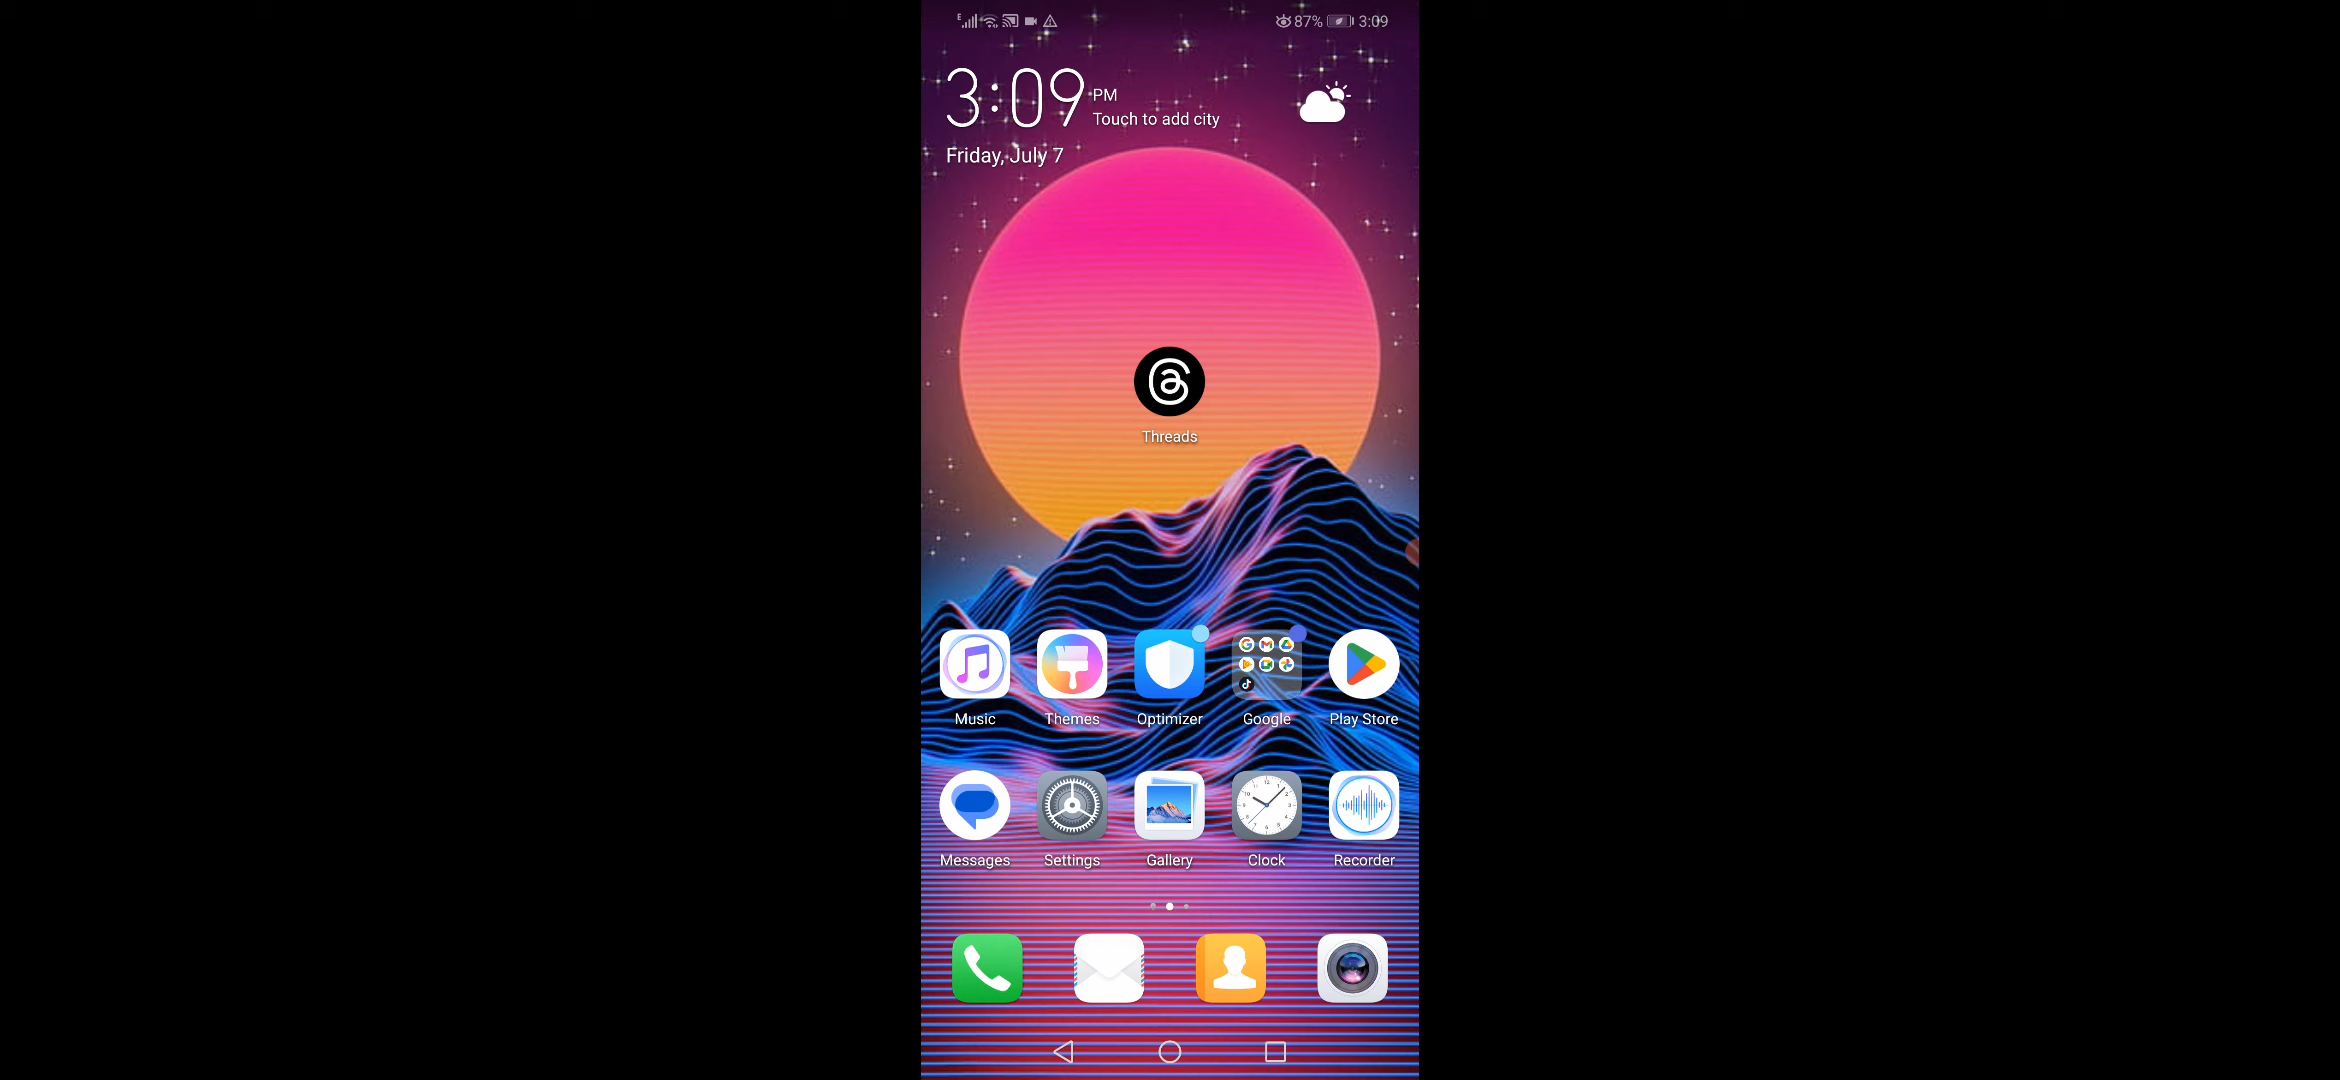 E 87% 3:09
3:09 PM
Touch to add city
Friday, July 7
Threads
Music Themes Optimizer Google Play Store
Messages Settings Gallery Clock Recorder